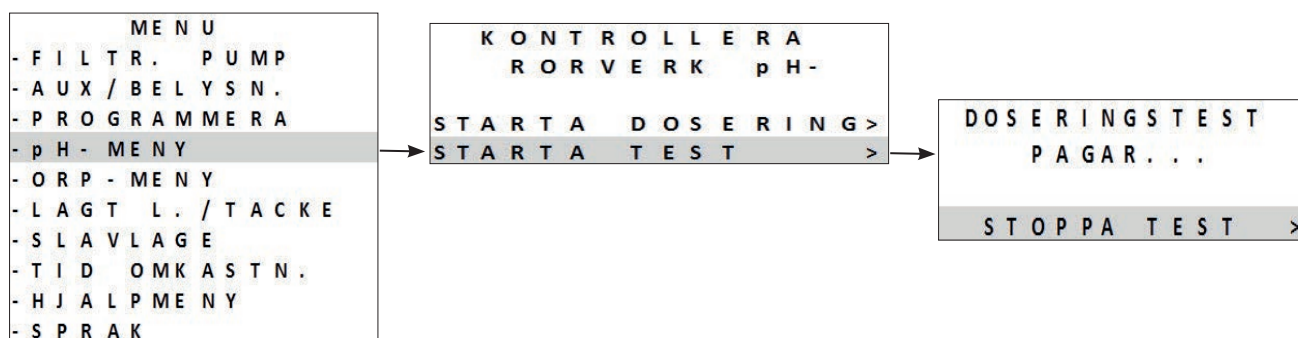 MENU
-FILTR. PUMP
-AUX/BELYSN.
-PROGRAMMERA
-pH- MENY
-ORP-MENY
-LAGT L./TACKE
-SLAVLAGE
-TID OMKASTN.
-HJALPMENY
-SPRAK
KONTROLLERA
RORVERK pH-
STARTA DOSERING>
STARTA TEST >
DOSERINGSTEST
PAGAR...
STOPPA TEST >